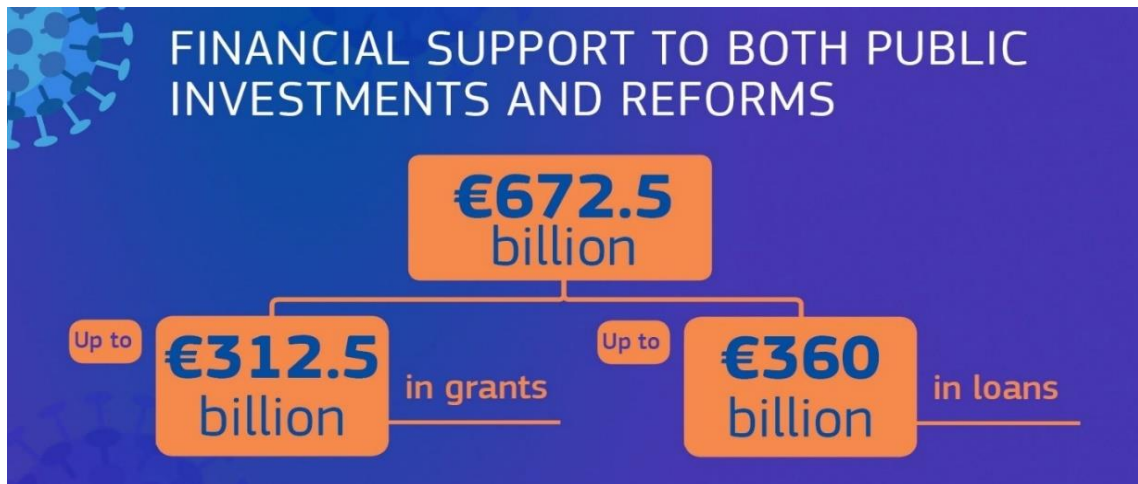 FINANCIAL SUPPORT TO BOTH PUBLIC
INVESTMENTS AND REFORMS
€672.5
billion
Up to
€312.5
billion
in grants
Up to
€360
billion
in loans